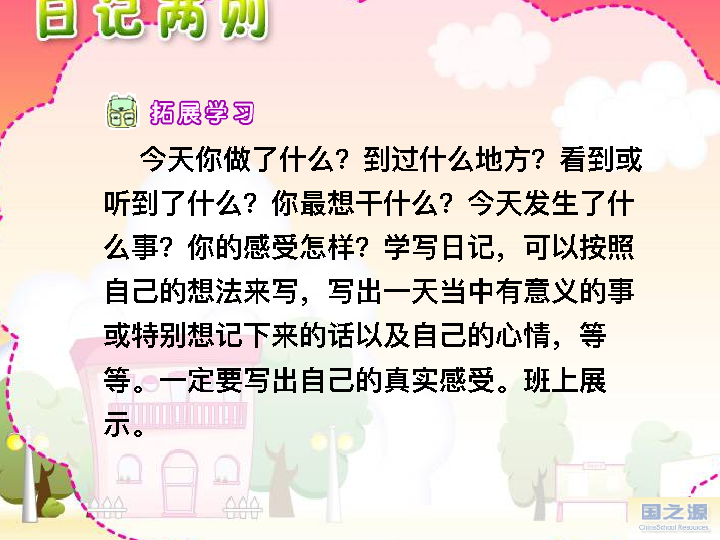 日记两则
拓展学习
今天你做了什么？到过什么地方？看到或
听到了什么？你最想干什么？今天发生了什
么事？你的感受怎样？学写日记，可以按照
自己的想法来写，写出一天当中有意义的事
或特别想记下来的话以及自己的心情，等
等。一定要写出自己的真实感受。班上展
示。
国之源
ChinaSchool Resources